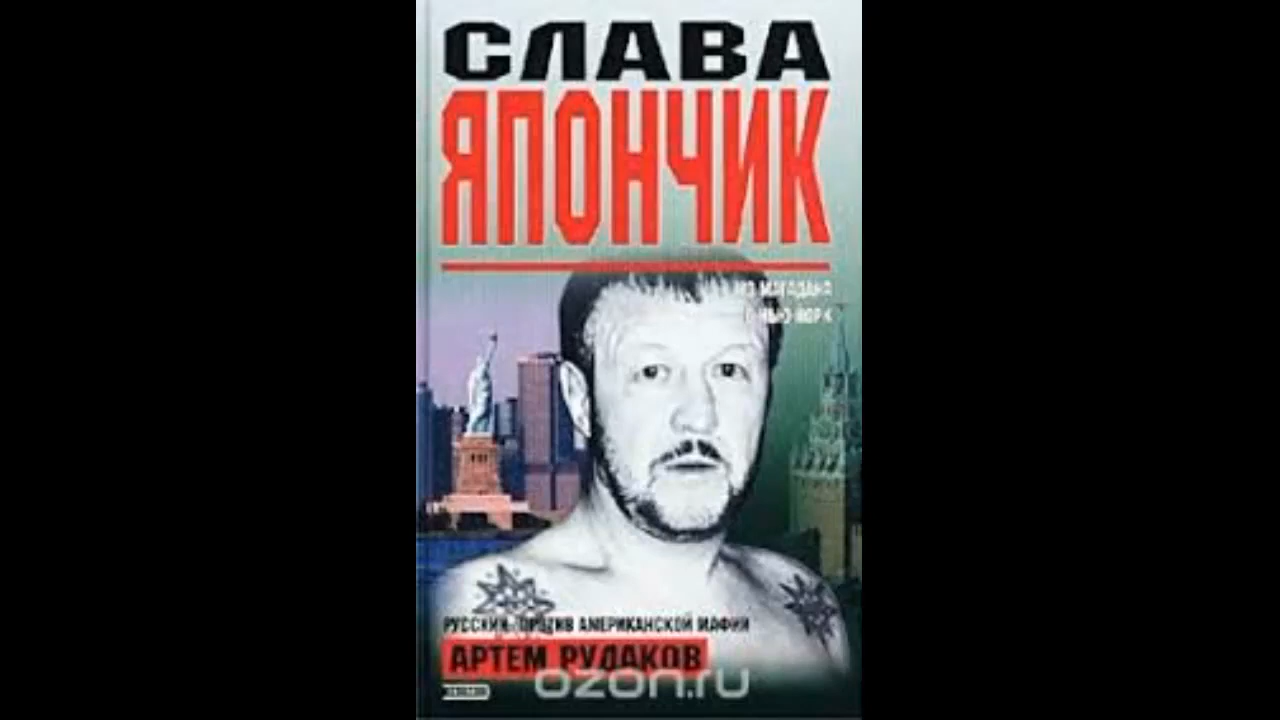 СЛАВА
ЯПОНЧИК
ИЗ МАГАДАНА
В НЬЮ-ЙОРК
РУССКИЙ ПРОТИВ АМЕРИКАНСКОЙ МАФИИ
АРТЕМ РУДАКОВ
ozon.ru